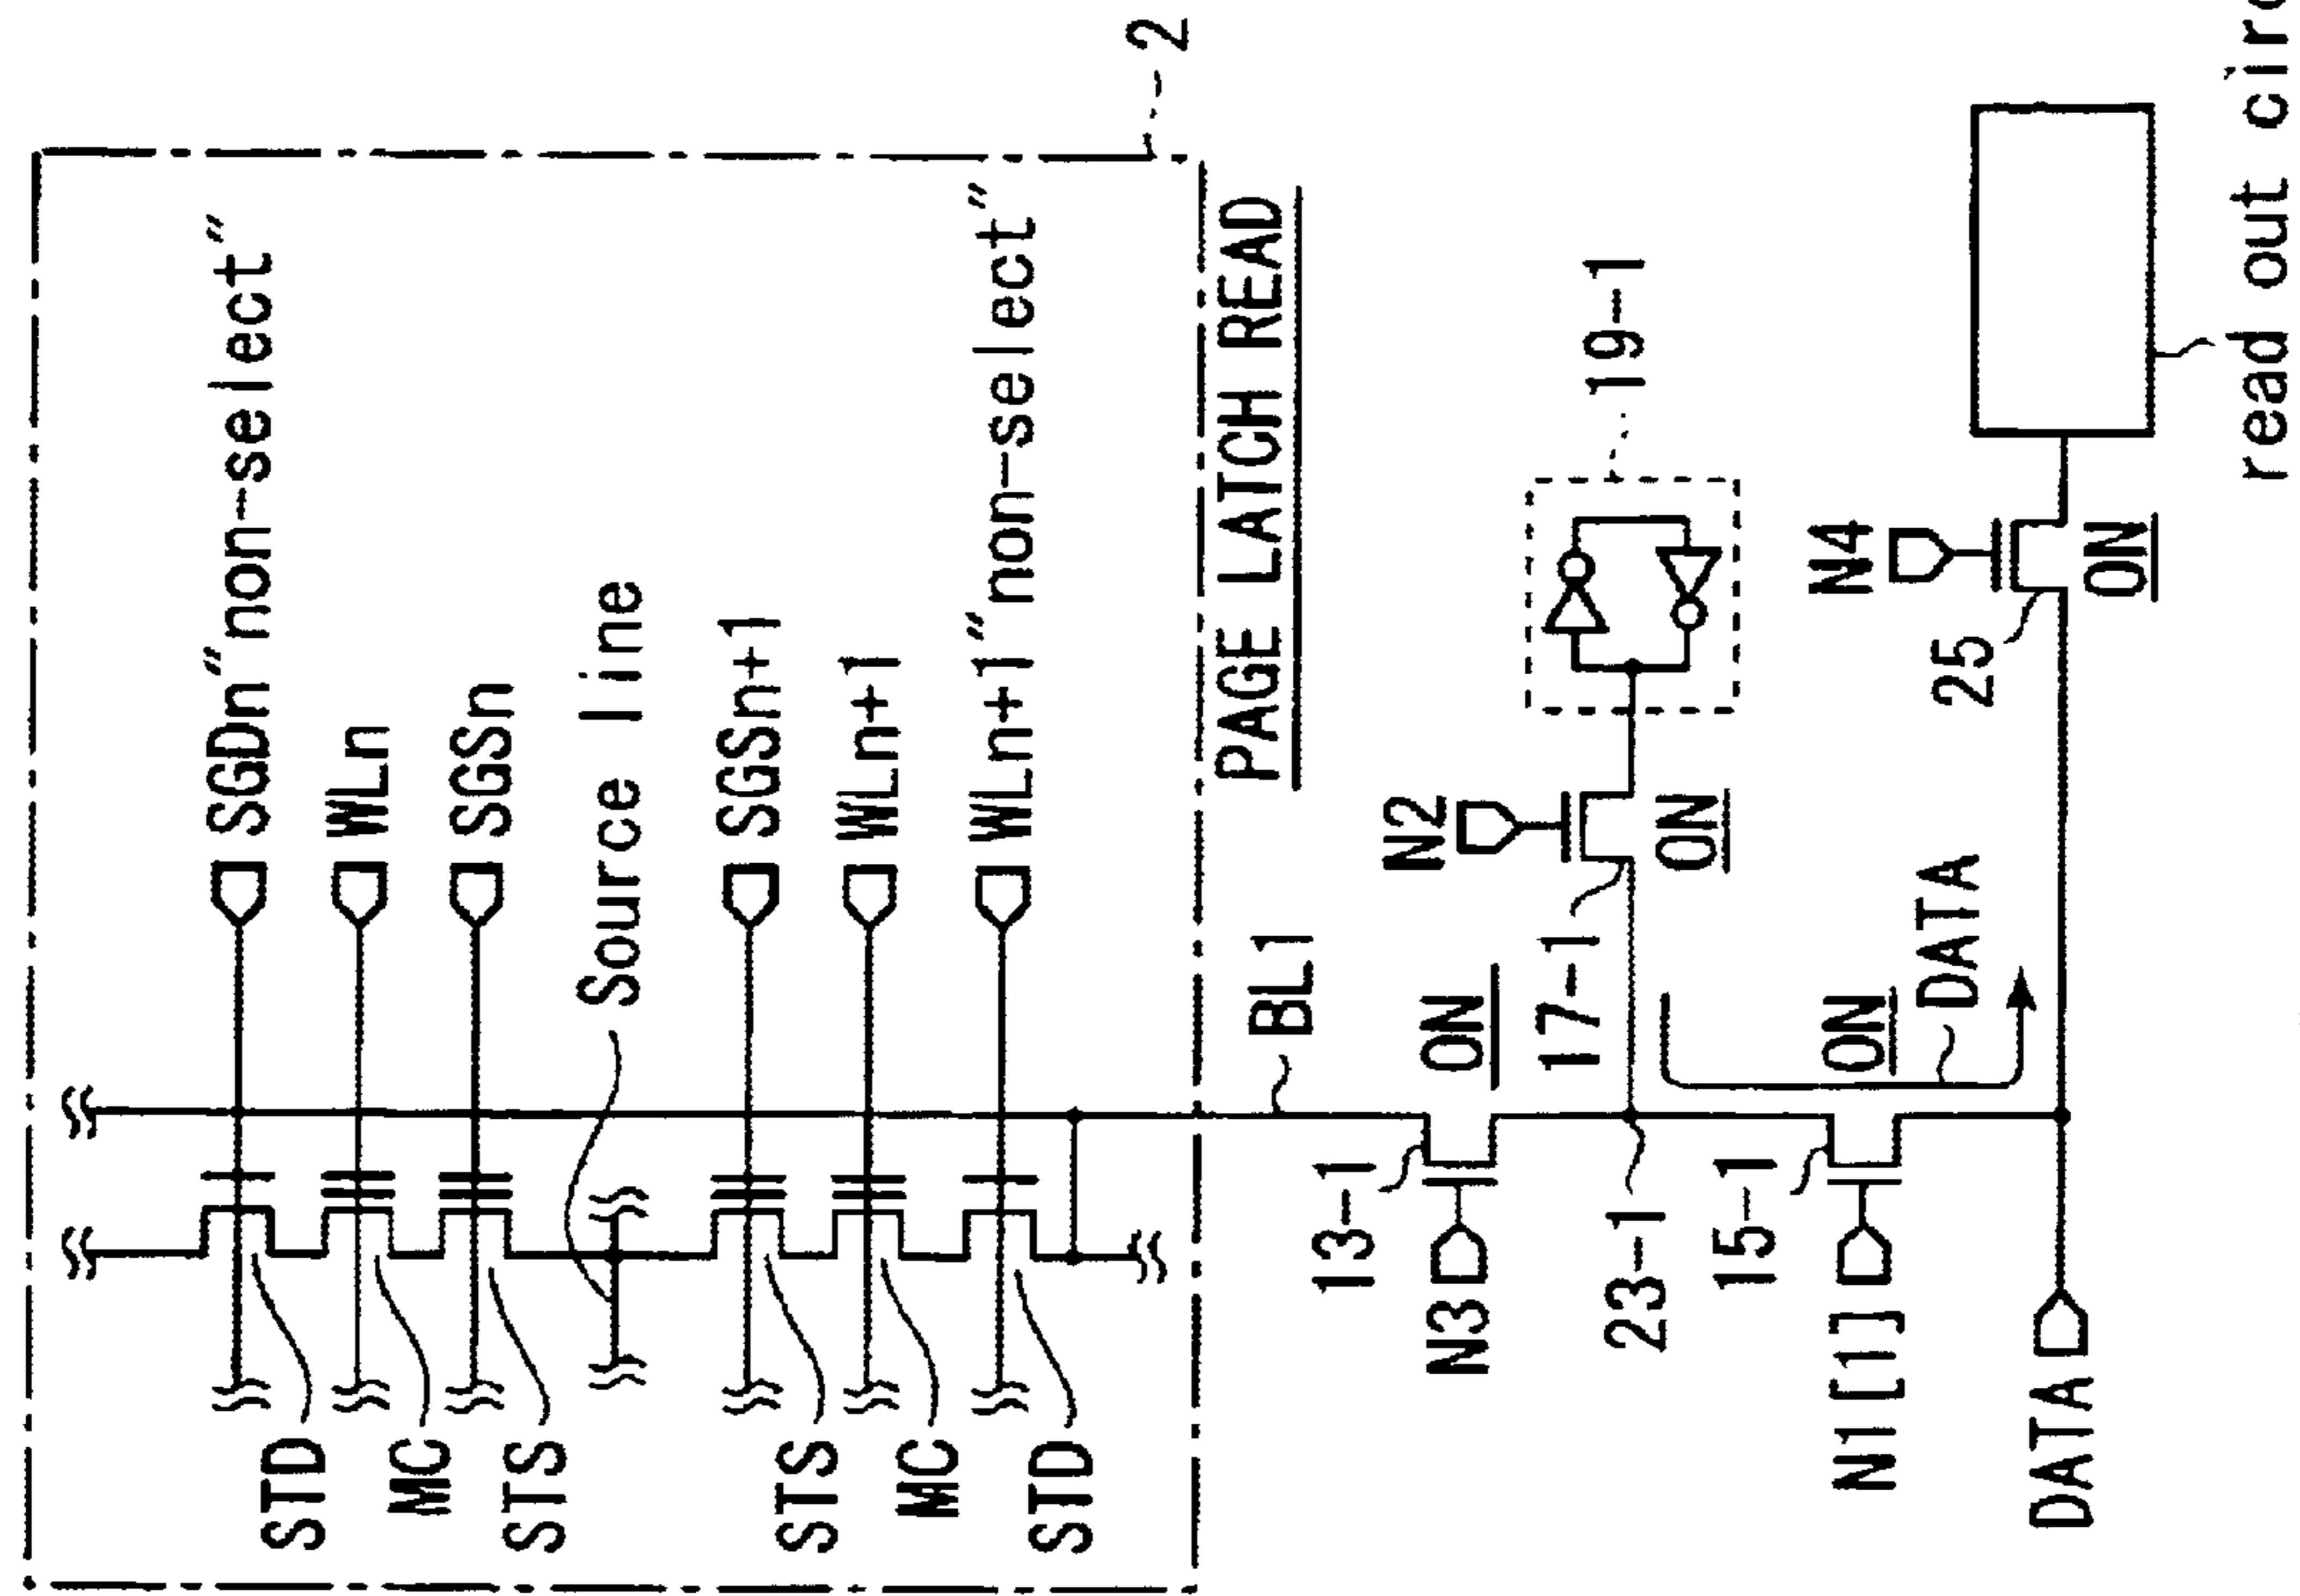 2
SGDn"non-select"
WLn
SGSn
Source line
SGSn+1
WLn+1
WLn+1"non-select"
STD
MC
STS
STS
MC
STD
PAGE LATCH READ
BL1
13-1
N3
ON
N2
17-1
ON
19-1
23-1
15-1
N1[1]
ON
DATA
DATA
N4
25
ON
read out